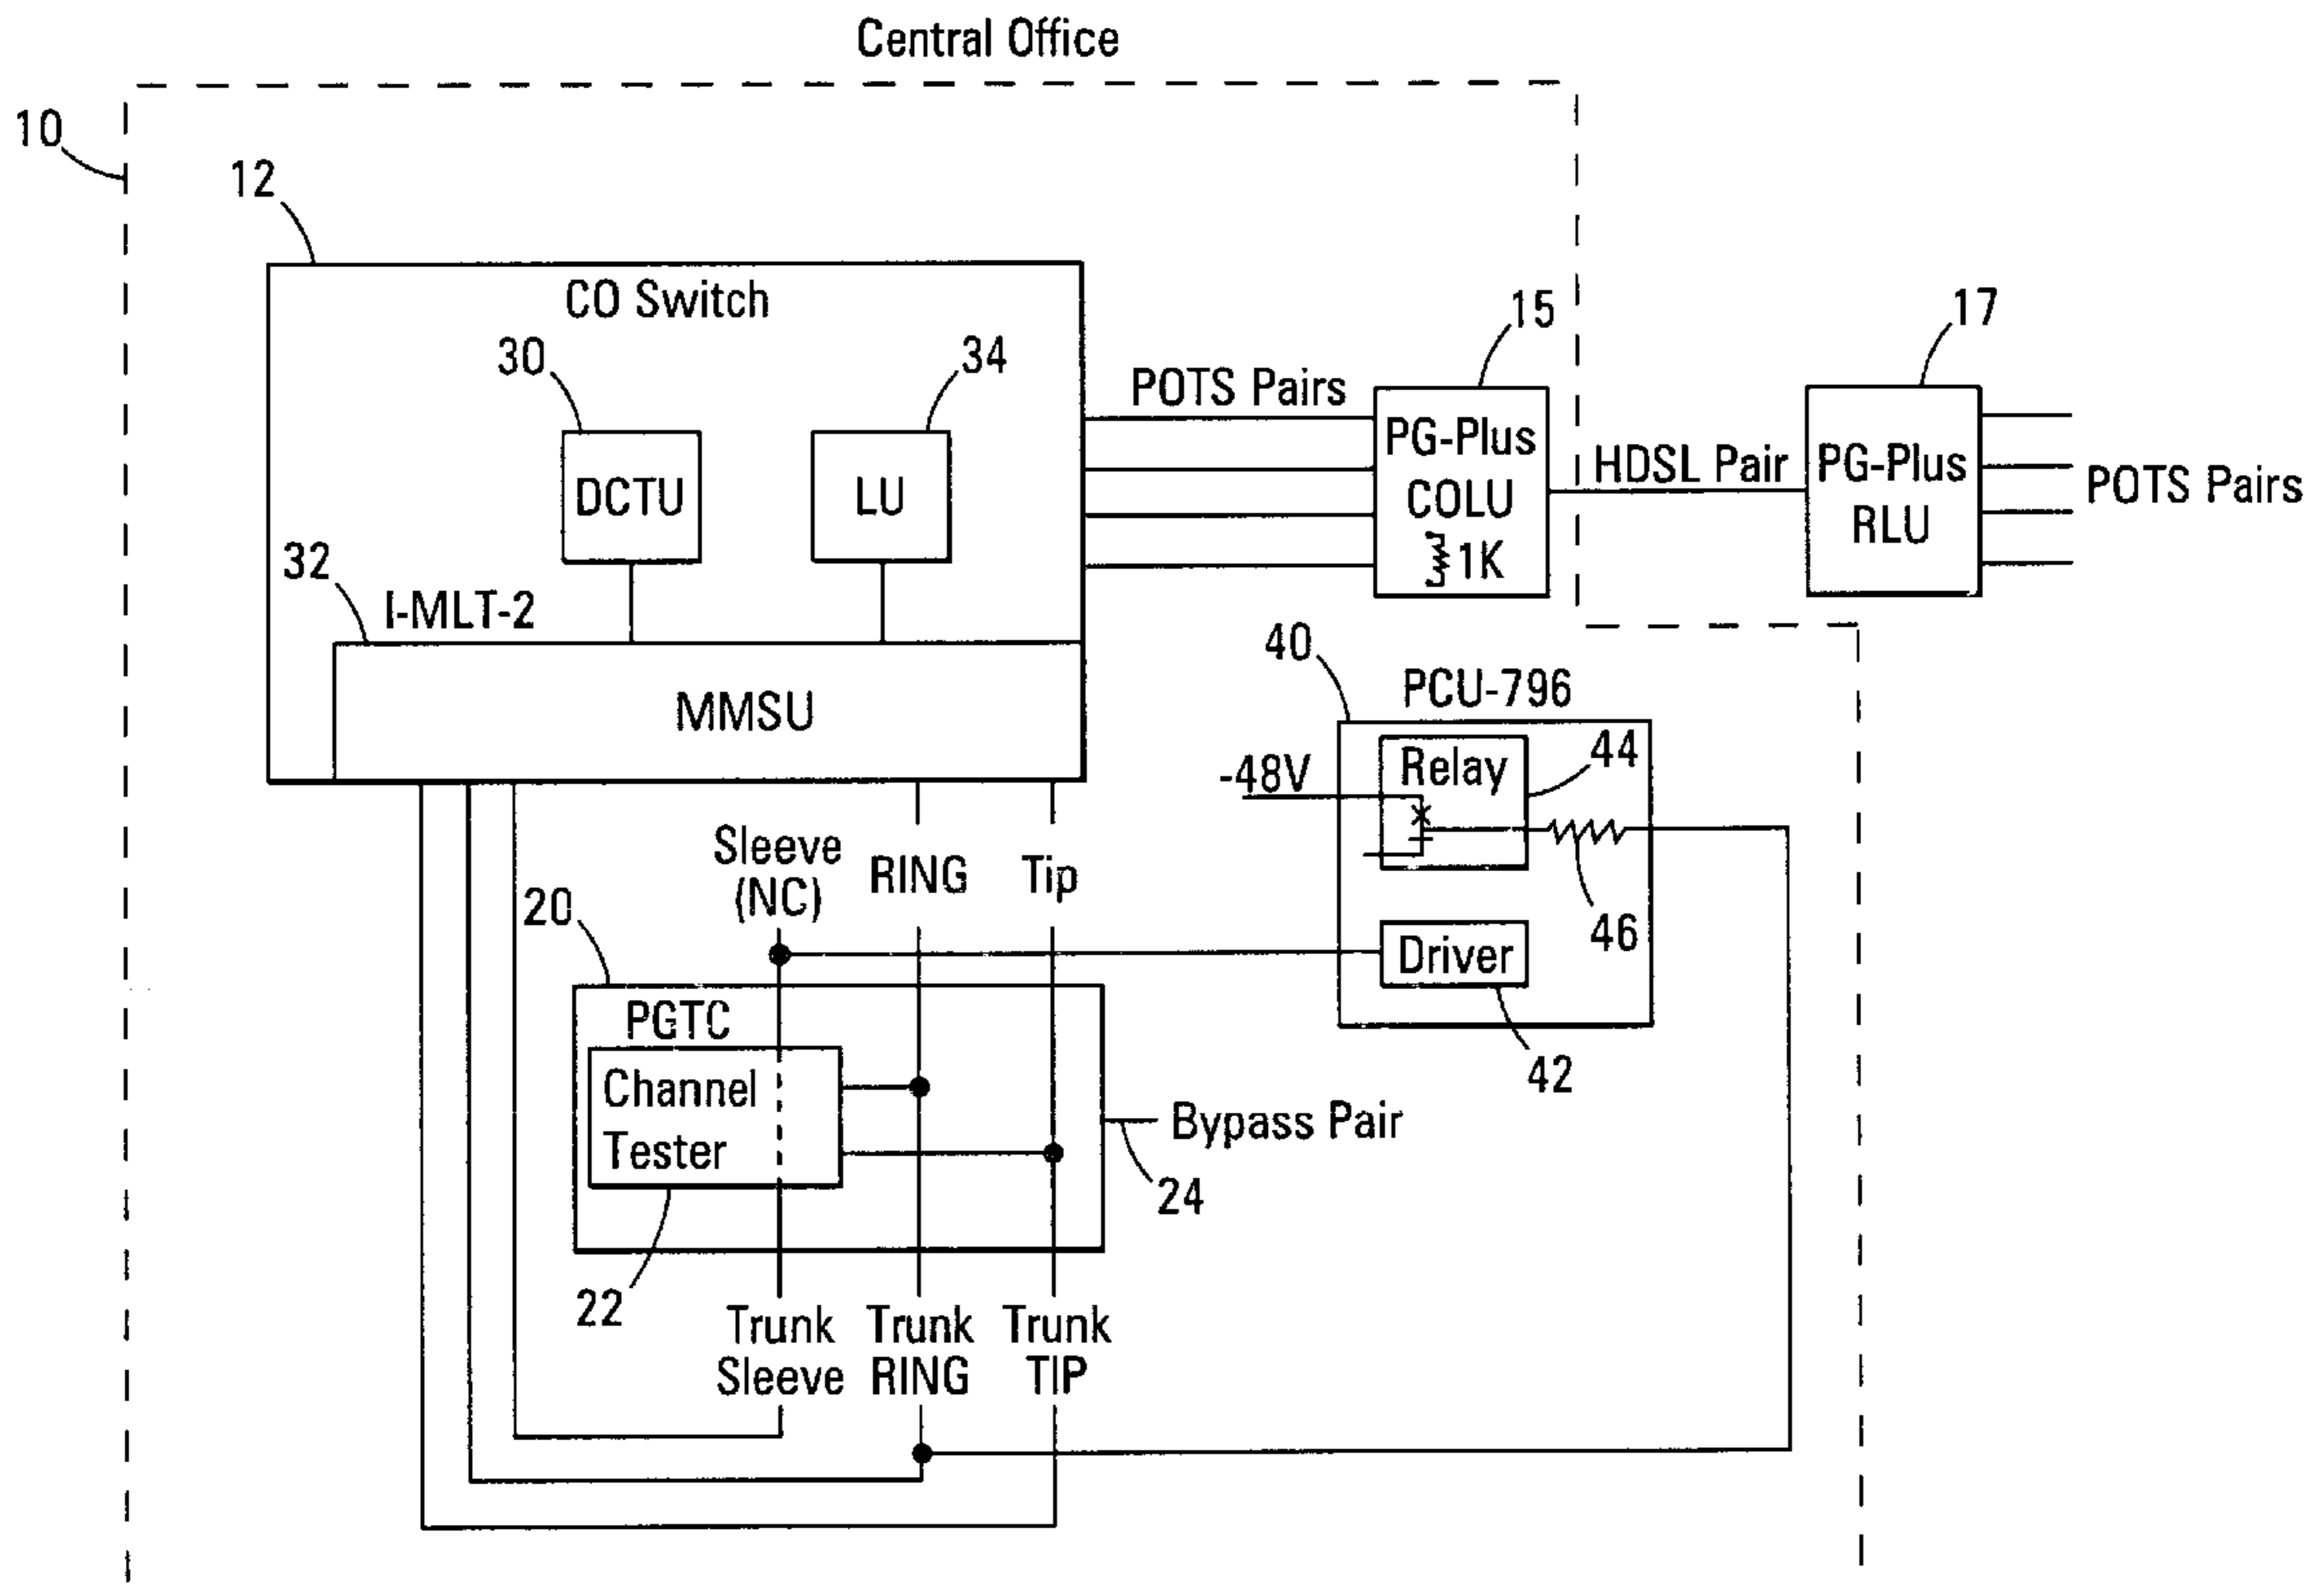 Central Office
10
12
CO Switch
30
34
DCTU
LU
32
I-MLT-2
MMSU
POTS Pairs
15
PG-Plus
COLU
1K
HDSL Pair
17
PG-Plus
RLU
POTS Pairs
40
PCU-796
-48V
Relay
44
46
Driver
42
Sleeve
(NC)
RING
Tip
20
PGTC
Channel
Tester
22
Bypass Pair
24
Trunk
Sleeve
Trunk
RING
Trunk
TIP